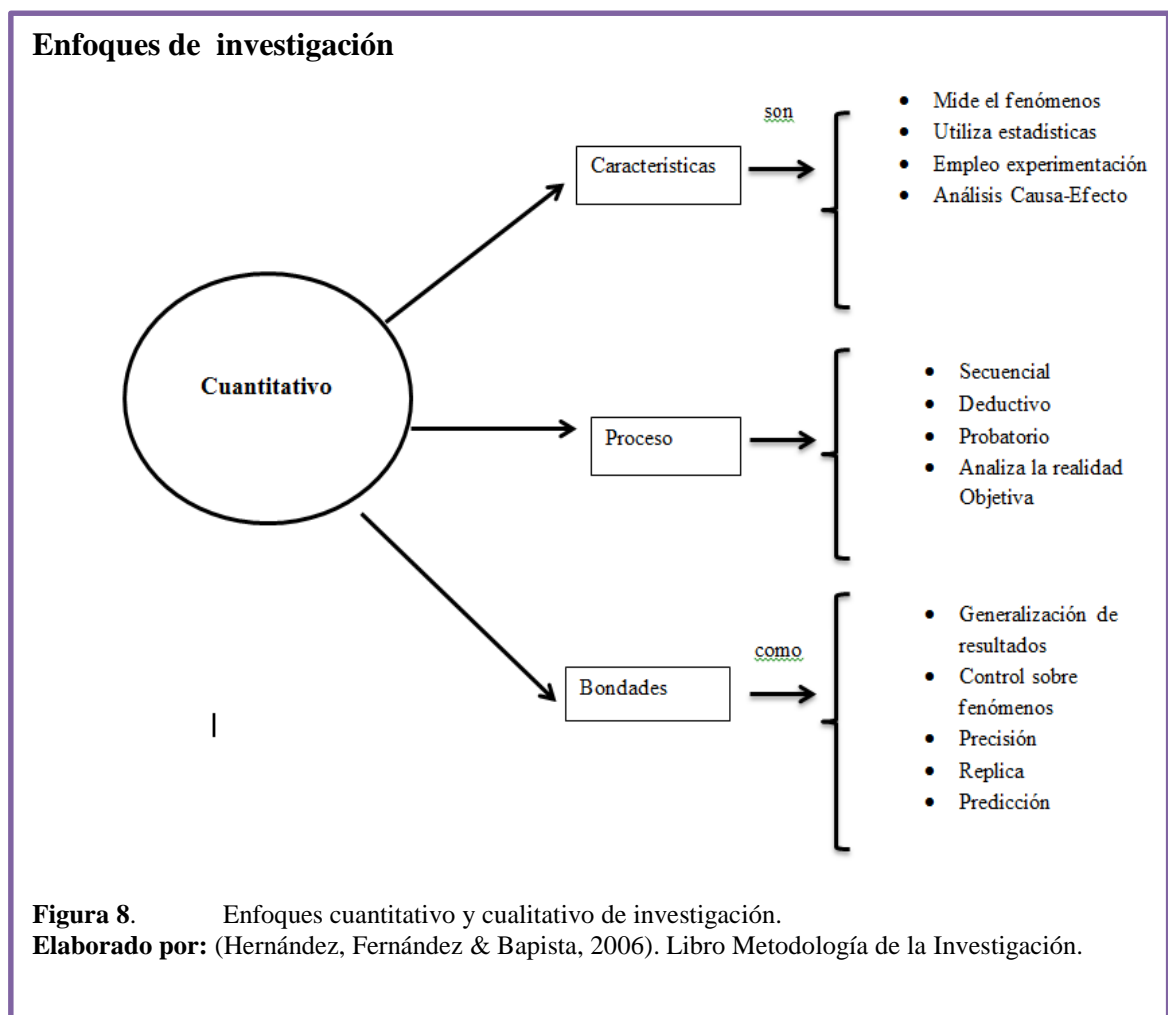 Enfoques de investigación
son
Características
• Mide el fenómenos
• Utiliza estadísticas
• Empleo experimentación
• Análisis Causa-Efecto
Cuantitativo
Proceso
• Secuencial
• Deductivo
• Probatorio
• Analiza la realidad
Objetiva
como
Bondades
• Generalización de
resultados
• Control sobre
fenómenos
• Precisión
• Replica
• Predicción
Figura 8. Enfoques cuantitativo y cualitativo de investigación.
Elaborado por: (Hernández, Fernández & Bapista, 2006). Libro Metodología de la Investigación.